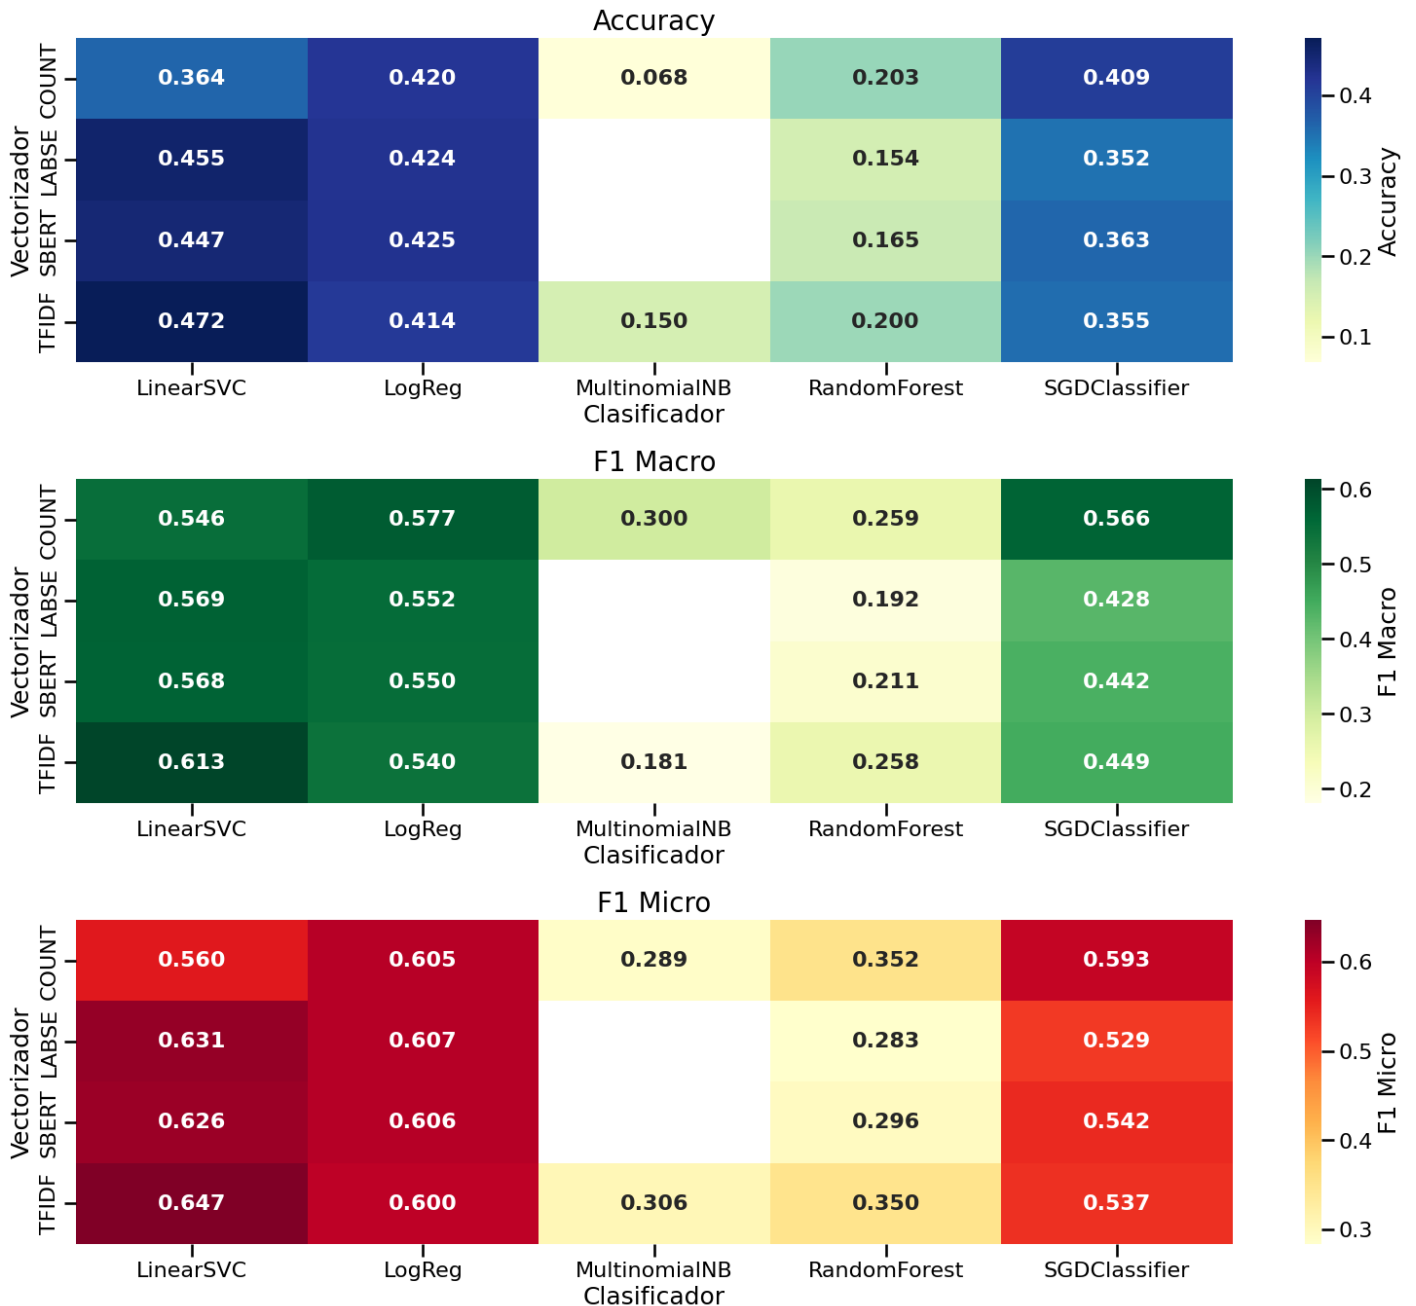 Accuracy
Vectorizador
COUNT 0.364 0.420 0.068 0.203 0.409
LABSE 0.455 0.424 0.154 0.352
SBERT 0.447 0.425 0.165 0.363
TFIDF 0.472 0.414 0.150 0.200 0.355
LinearSVC LogReg MultinomialNB RandomForest SGDClassifier
Clasificador
0.4
0.3
0.2
0.1
Accuracy
F1 Macro
Vectorizador
COUNT 0.546 0.577 0.300 0.259 0.566
LABSE 0.569 0.552 0.192 0.428
SBERT 0.568 0.550 0.211 0.442
TFIDF 0.613 0.540 0.181 0.258 0.449
LinearSVC LogReg MultinomialNB RandomForest SGDClassifier
Clasificador
0.6
0.5
0.4
0.3
0.2
F1 Macro
F1 Micro
Vectorizador
COUNT 0.560 0.605 0.289 0.352 0.593
LABSE 0.631 0.607 0.283 0.529
SBERT 0.626 0.606 0.296 0.542
TFIDF 0.647 0.600 0.306 0.350 0.537
LinearSVC LogReg MultinomialNB RandomForest SGDClassifier
Clasificador
0.6
0.5
0.4
0.3
F1 Micro